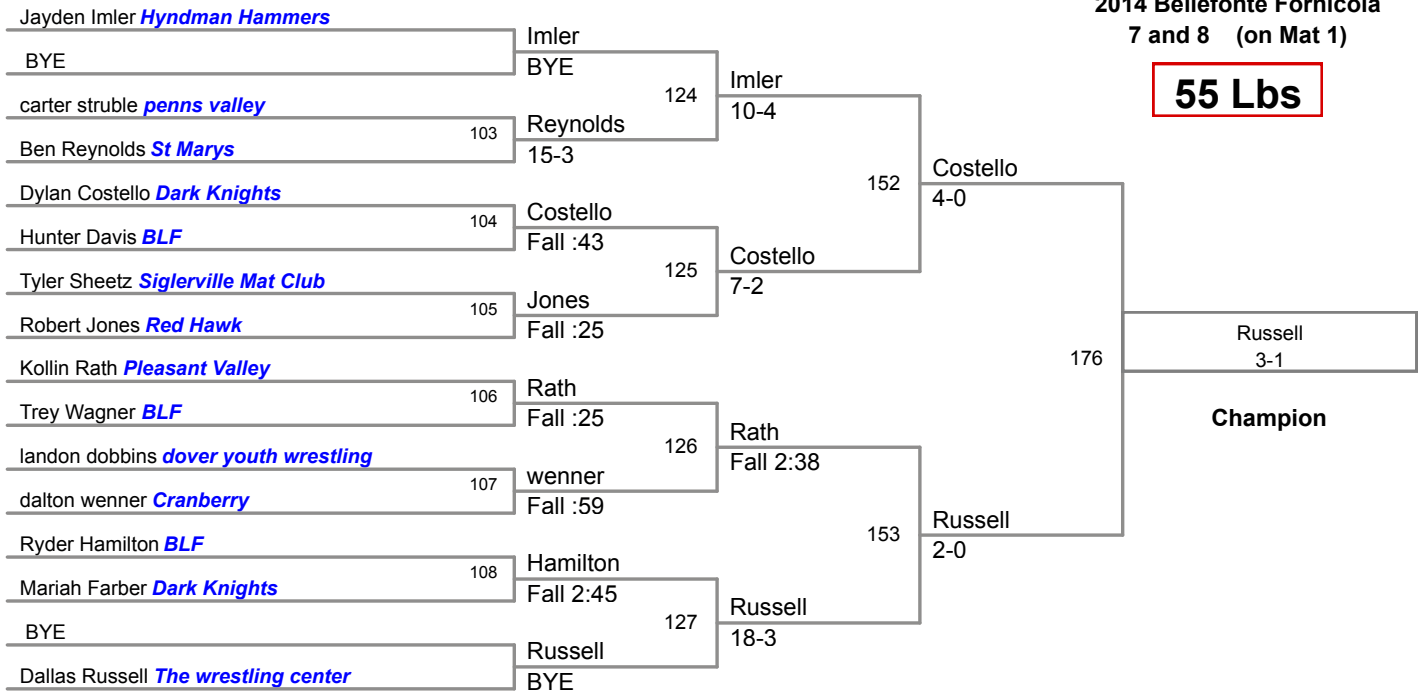 2014 Bellefonte Fornicola
7 and 8 (on Mat 1)
55 Lbs
Jayden Imler Hyndman Hammers
BYE
carter struble penns valley
Ben Reynolds St Marys
Dylan Costello Dark Knights
Hunter Davis BLF
Tyler Sheetz Siglerville Mat Club
Robert Jones Red Hawk
Kollin Rath Pleasant Valley
Trey Wagner BLF
landon dobbins dover youth wrestling
dalton wenner Cranberry
Ryder Hamilton BLF
Mariah Farber Dark Knights
BYE
Dallas Russell The wrestling center
Imler
BYE
103
Reynolds
15-3
104
Costello
Fall :43
105
Jones
Fall :25
106
Rath
Fall :25
107
wenner
Fall :59
108
Hamilton
Fall 2:45
Russell
BYE
124
Imler
10-4
125
Costello
7-2
126
Rath
Fall 2:38
127
Russell
18-3
152
Costello
4-0
153
Russell
2-0
176
Russell
3-1
Champion